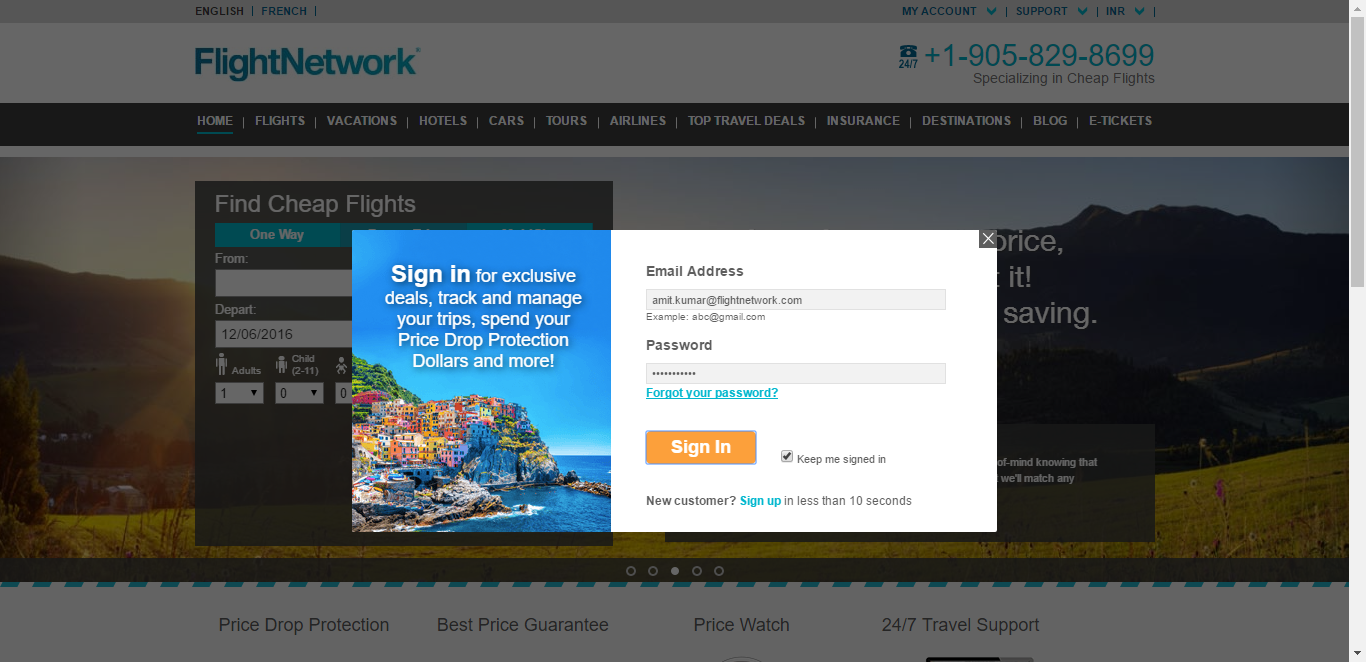 ENGLISH | FRENCH |
MY ACCOUNT | SUPPORT | INR |
FlightNetwork®
24/7
+1-905-829-8699
Specializing in Cheap Flights
HOME | FLIGHTS | VACATIONS | HOTELS | CARS | TOURS | AIRLINES | TOP TRAVEL DEALS | INSURANCE | DESTINATIONS | BLOG | E-TICKETS
Find Cheap Flights
One Way
From:
Depart:
12/06/2016
Adults
Child
(2-11)
1 0 0
Sign in for exclusive
deals, track and manage
your trips, spend your
Price Drop Protection
Dollars and more!
Email Address
amit.kumar@flightnetwork.com
Example: abc@gmail.com
Password
•••••••••••
Forgot your password?
Sign In
Keep me signed in
New customer? Sign up in less than 10 seconds
price,
it!
saving.
of-mind knowing that
we'll match any
Price Drop Protection
Best Price Guarantee
Price Watch
24/7 Travel Support